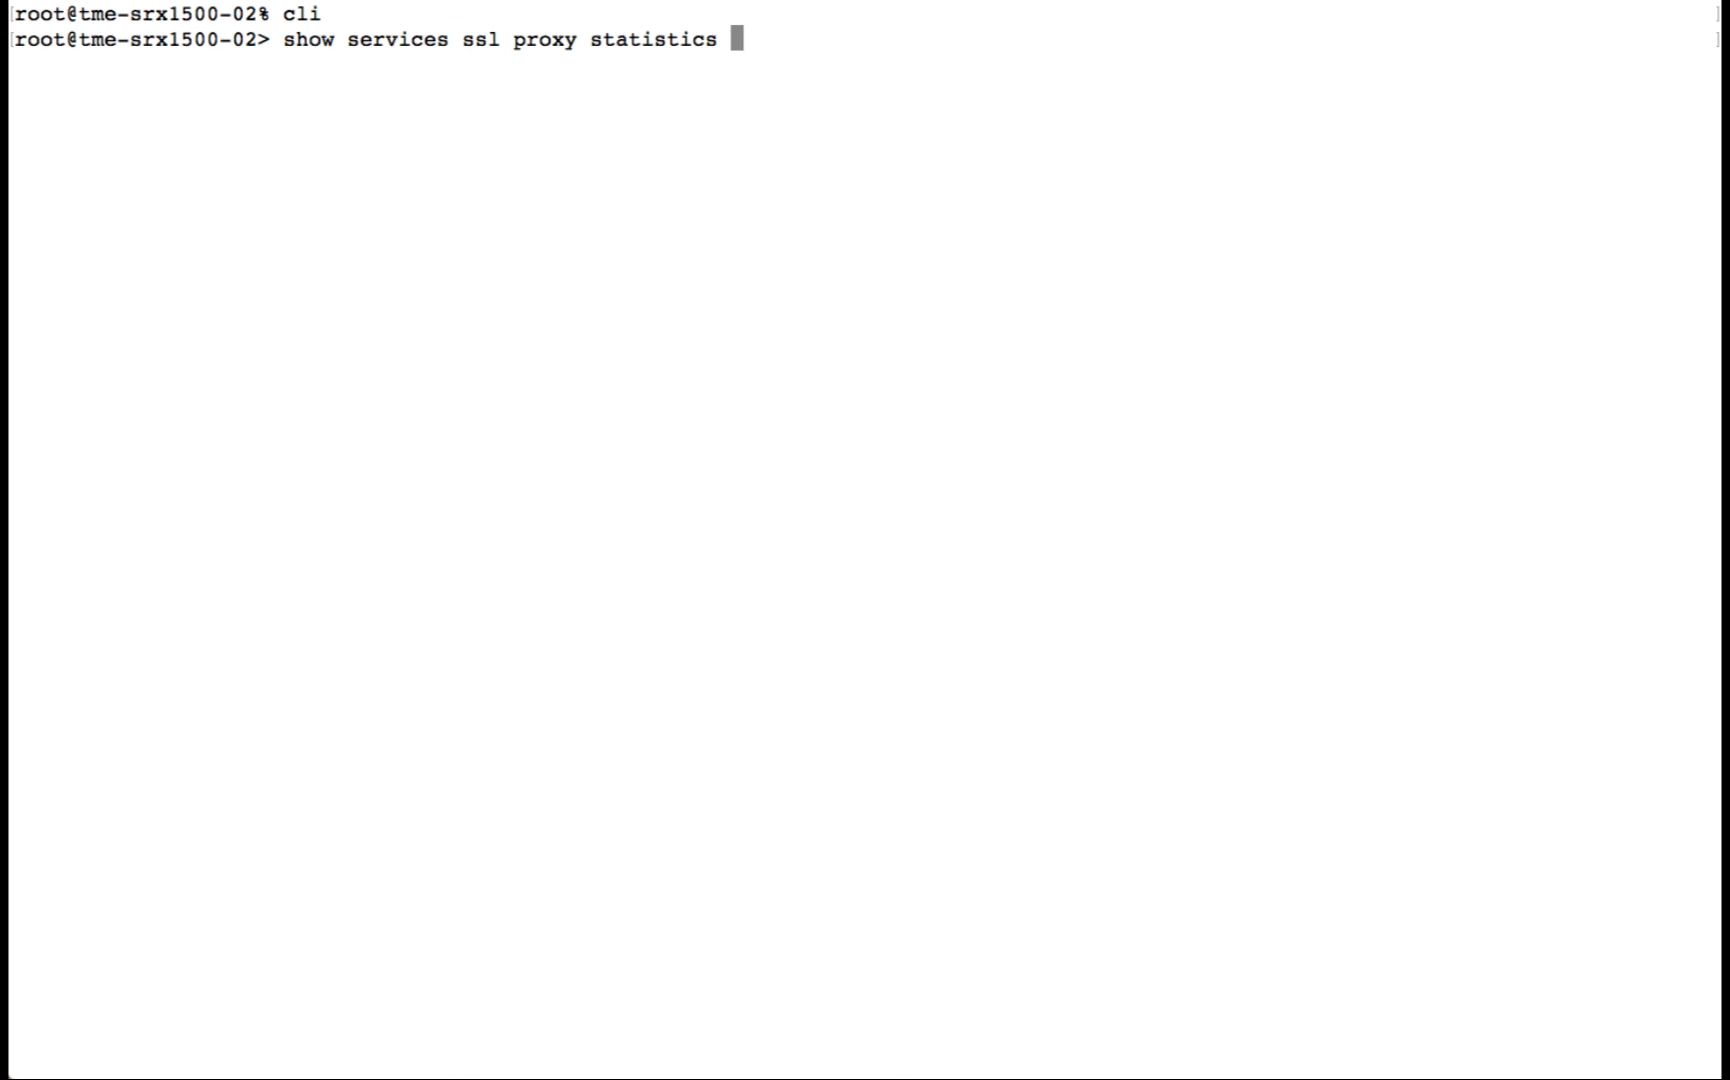 [root@tme-srx1500-02% cli ]
[root@tme-srx1500-02> show services ssl proxy statistics ]